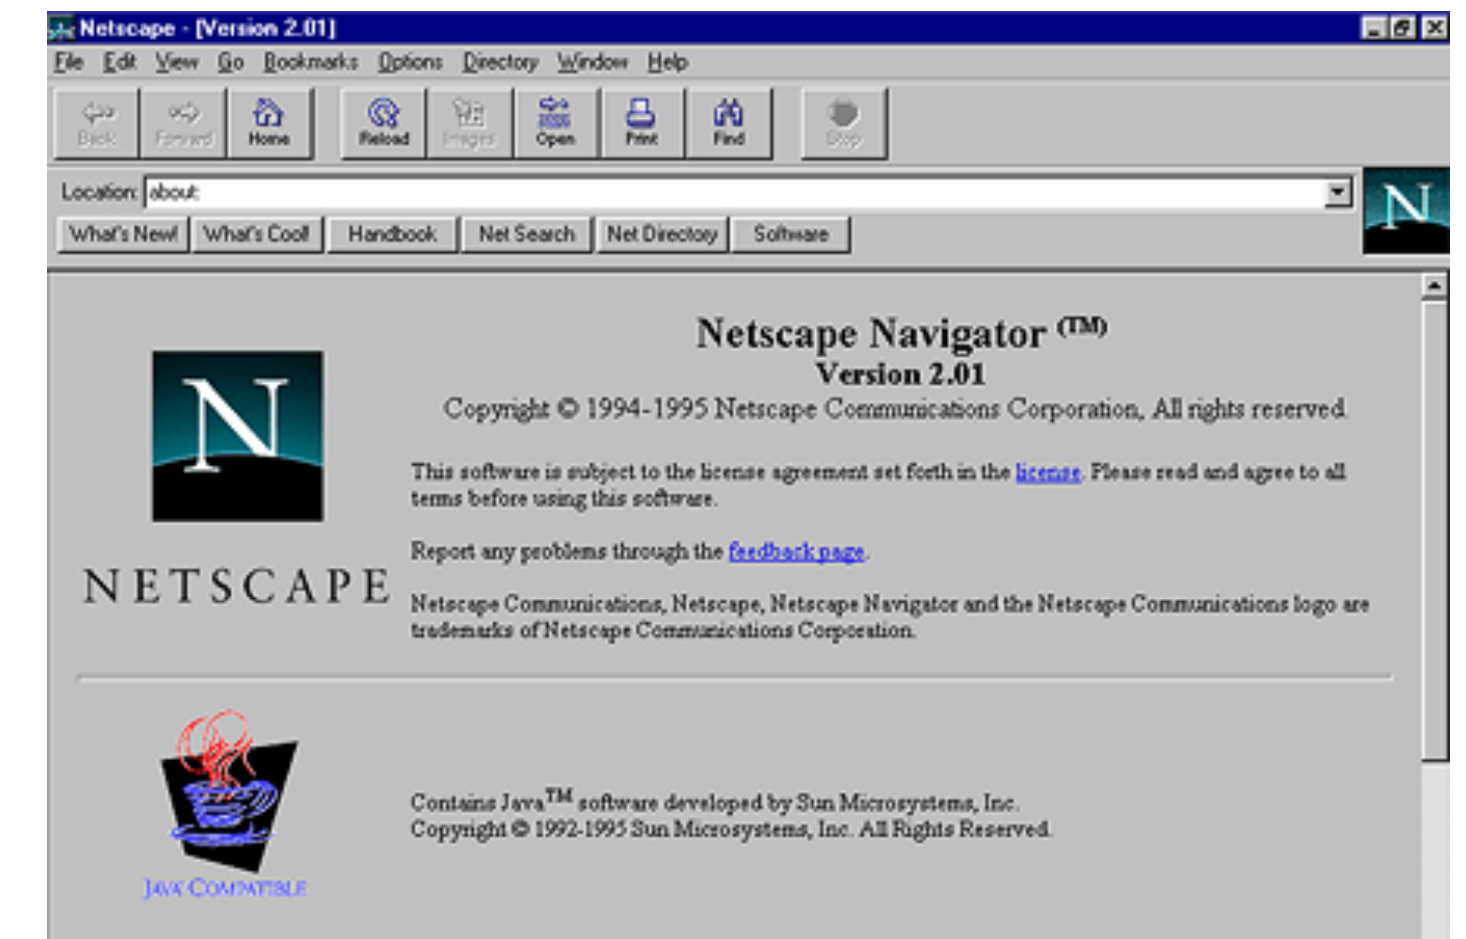 Netscape - [Version 2.01]
File Edit View Go Bookmarks Options Directory Window Help
Back Forward Home Reload Images Open Print Find Stop
Location: about:
N
What's New! What's Cool! Handbook Net Search Net Directory Software
Netscape Navigator (TM)
Version 2.01
Copyright © 1994-1995 Netscape Communications Corporation, All rights reserved.
N
NETSCAPE
This software is subject to the license agreement set forth in the license. Please read and agree to all
terms before using this software.
Report any problems through the feedback page.
Netscape Communications, Netscape, Netscape Navigator and the Netscape Communications logo are
trademarks of Netscape Communications Corporation.
JAVA COMPATIBLE
Contains Java™ software developed by Sun Microsystems, Inc.
Copyright © 1992-1995 Sun Microsystems, Inc. All Rights Reserved.